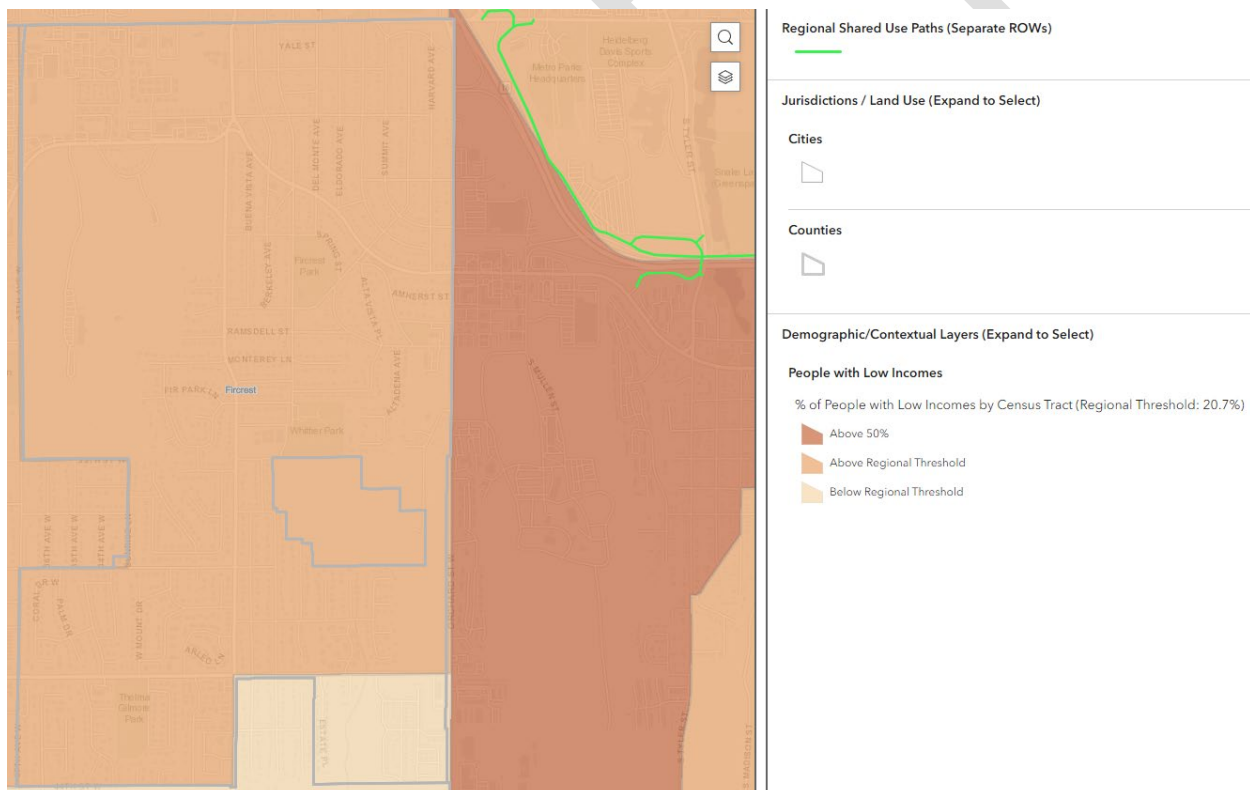 YALE ST
HARVARD AVE
Heidelberg
Davis Sports
Complex
Metro Parks
Headquarters
S TYLER ST
BUENA VISTA AVE
DEL MONTE AVE
ELDORADO AVE
SUMMIT AVE
BERKELEY AVE
SPRING ST
Fircrest
Park
ALTA VISTA PL
AMHERST ST
RAMSDELL ST
MONTEREY LN
FIR PARK LN
Fircrest
ALTADENA AVE
S MULLEN ST
Whittier Park
ORCHARD ST W
PALM DR
W MOUNT DR
Thelma
Gilmour
Park
ESTATE PL
S TYLER ST
S MADISON ST
Regional Shared Use Paths (Separate ROWs)
Jurisdictions / Land Use (Expand to Select)
Cities
Counties
Demographic/Contextual Layers (Expand to Select)
People with Low Incomes
% of People with Low Incomes by Census Tract (Regional Threshold: 20.7%)
Above 50%
Above Regional Threshold
Below Regional Threshold